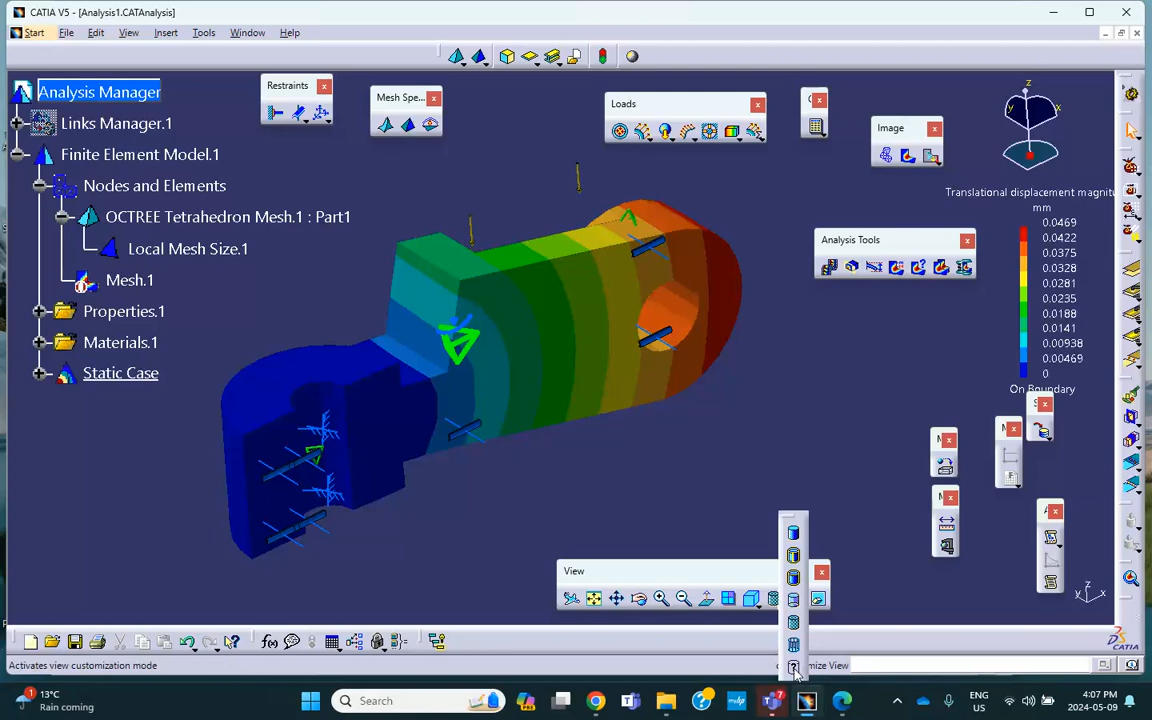 CATIA V5 - [Analysis1.CATAnalysis]
Start File Edit View Insert Tools Window Help
Analysis Manager
Links Manager.1
Finite Element Model.1
Nodes and Elements
OCTREE Tetrahedron Mesh.1 : Part1
Local Mesh Size.1
Mesh.1
Properties.1
Materials.1
Static Case
Restraints
Mesh Spe...
Loads
Image
Analysis Tools
View
z
y x
Translational displacement magnitu
mm
0.0469
0.0422
0.0375
0.0328
0.0281
0.0235
0.0188
0.0141
0.00938
0.00469
0
On Boundary
z
y x
f(x)
CATIA
Activates view customization mode
mize View
13°C
Rain coming
Search
ENG
US
4:07 PM
2024-05-09